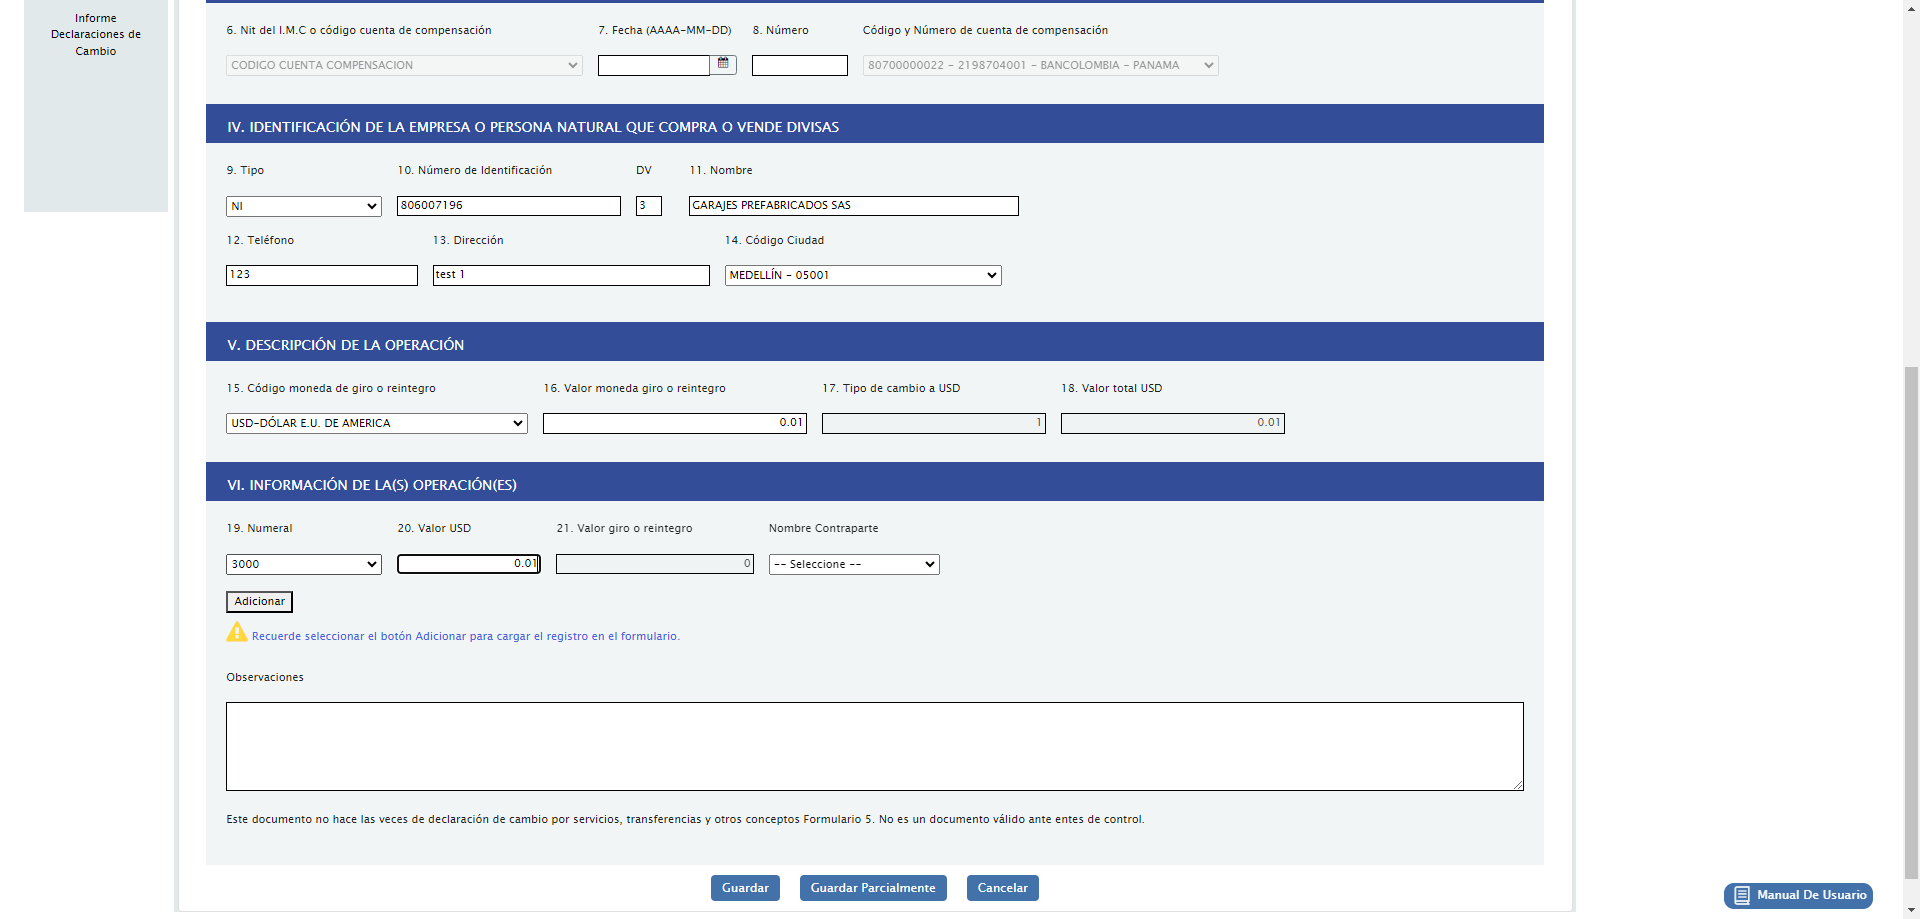 Informe
Declaraciones de
Cambio
6. Nit del I.M.C o código cuenta de compensación
7. Fecha (AAAA-MM-DD)
8. Número
Código y Número de cuenta de compensación
CODIGO CUENTA COMPENSACION
80700000022 - 2198704001 - BANCOLOMBIA - PANAMA
IV. IDENTIFICACIÓN DE LA EMPRESA O PERSONA NATURAL QUE COMPRA O VENDE DIVISAS
9. Tipo
10. Número de Identificación
DV
11. Nombre
NI
806007196
3
GARAJES PREFABRICADOS SAS
12. Teléfono
13. Dirección
14. Código Ciudad
123
test 1
MEDELLÍN - 05001
V. DESCRIPCIÓN DE LA OPERACIÓN
15. Código moneda de giro o reintegro
16. Valor moneda giro o reintegro
17. Tipo de cambio a USD
18. Valor total USD
USD-DÓLAR E.U. DE AMERICA
0.01
1
0.01
VI. INFORMACIÓN DE LA(S) OPERACIÓN(ES)
19. Numeral
20. Valor USD
21. Valor giro o reintegro
Nombre Contraparte
3000
0.01
0
-- Seleccione --
Adicionar
Recuerde seleccionar el botón Adicionar para cargar el registro en el formulario.
Observaciones
Este documento no hace las veces de declaración de cambio por servicios, transferencias y otros conceptos Formulario 5. No es un documento válido ante entes de control.
Guardar
Guardar Parcialmente
Cancelar
Manual De Usuario